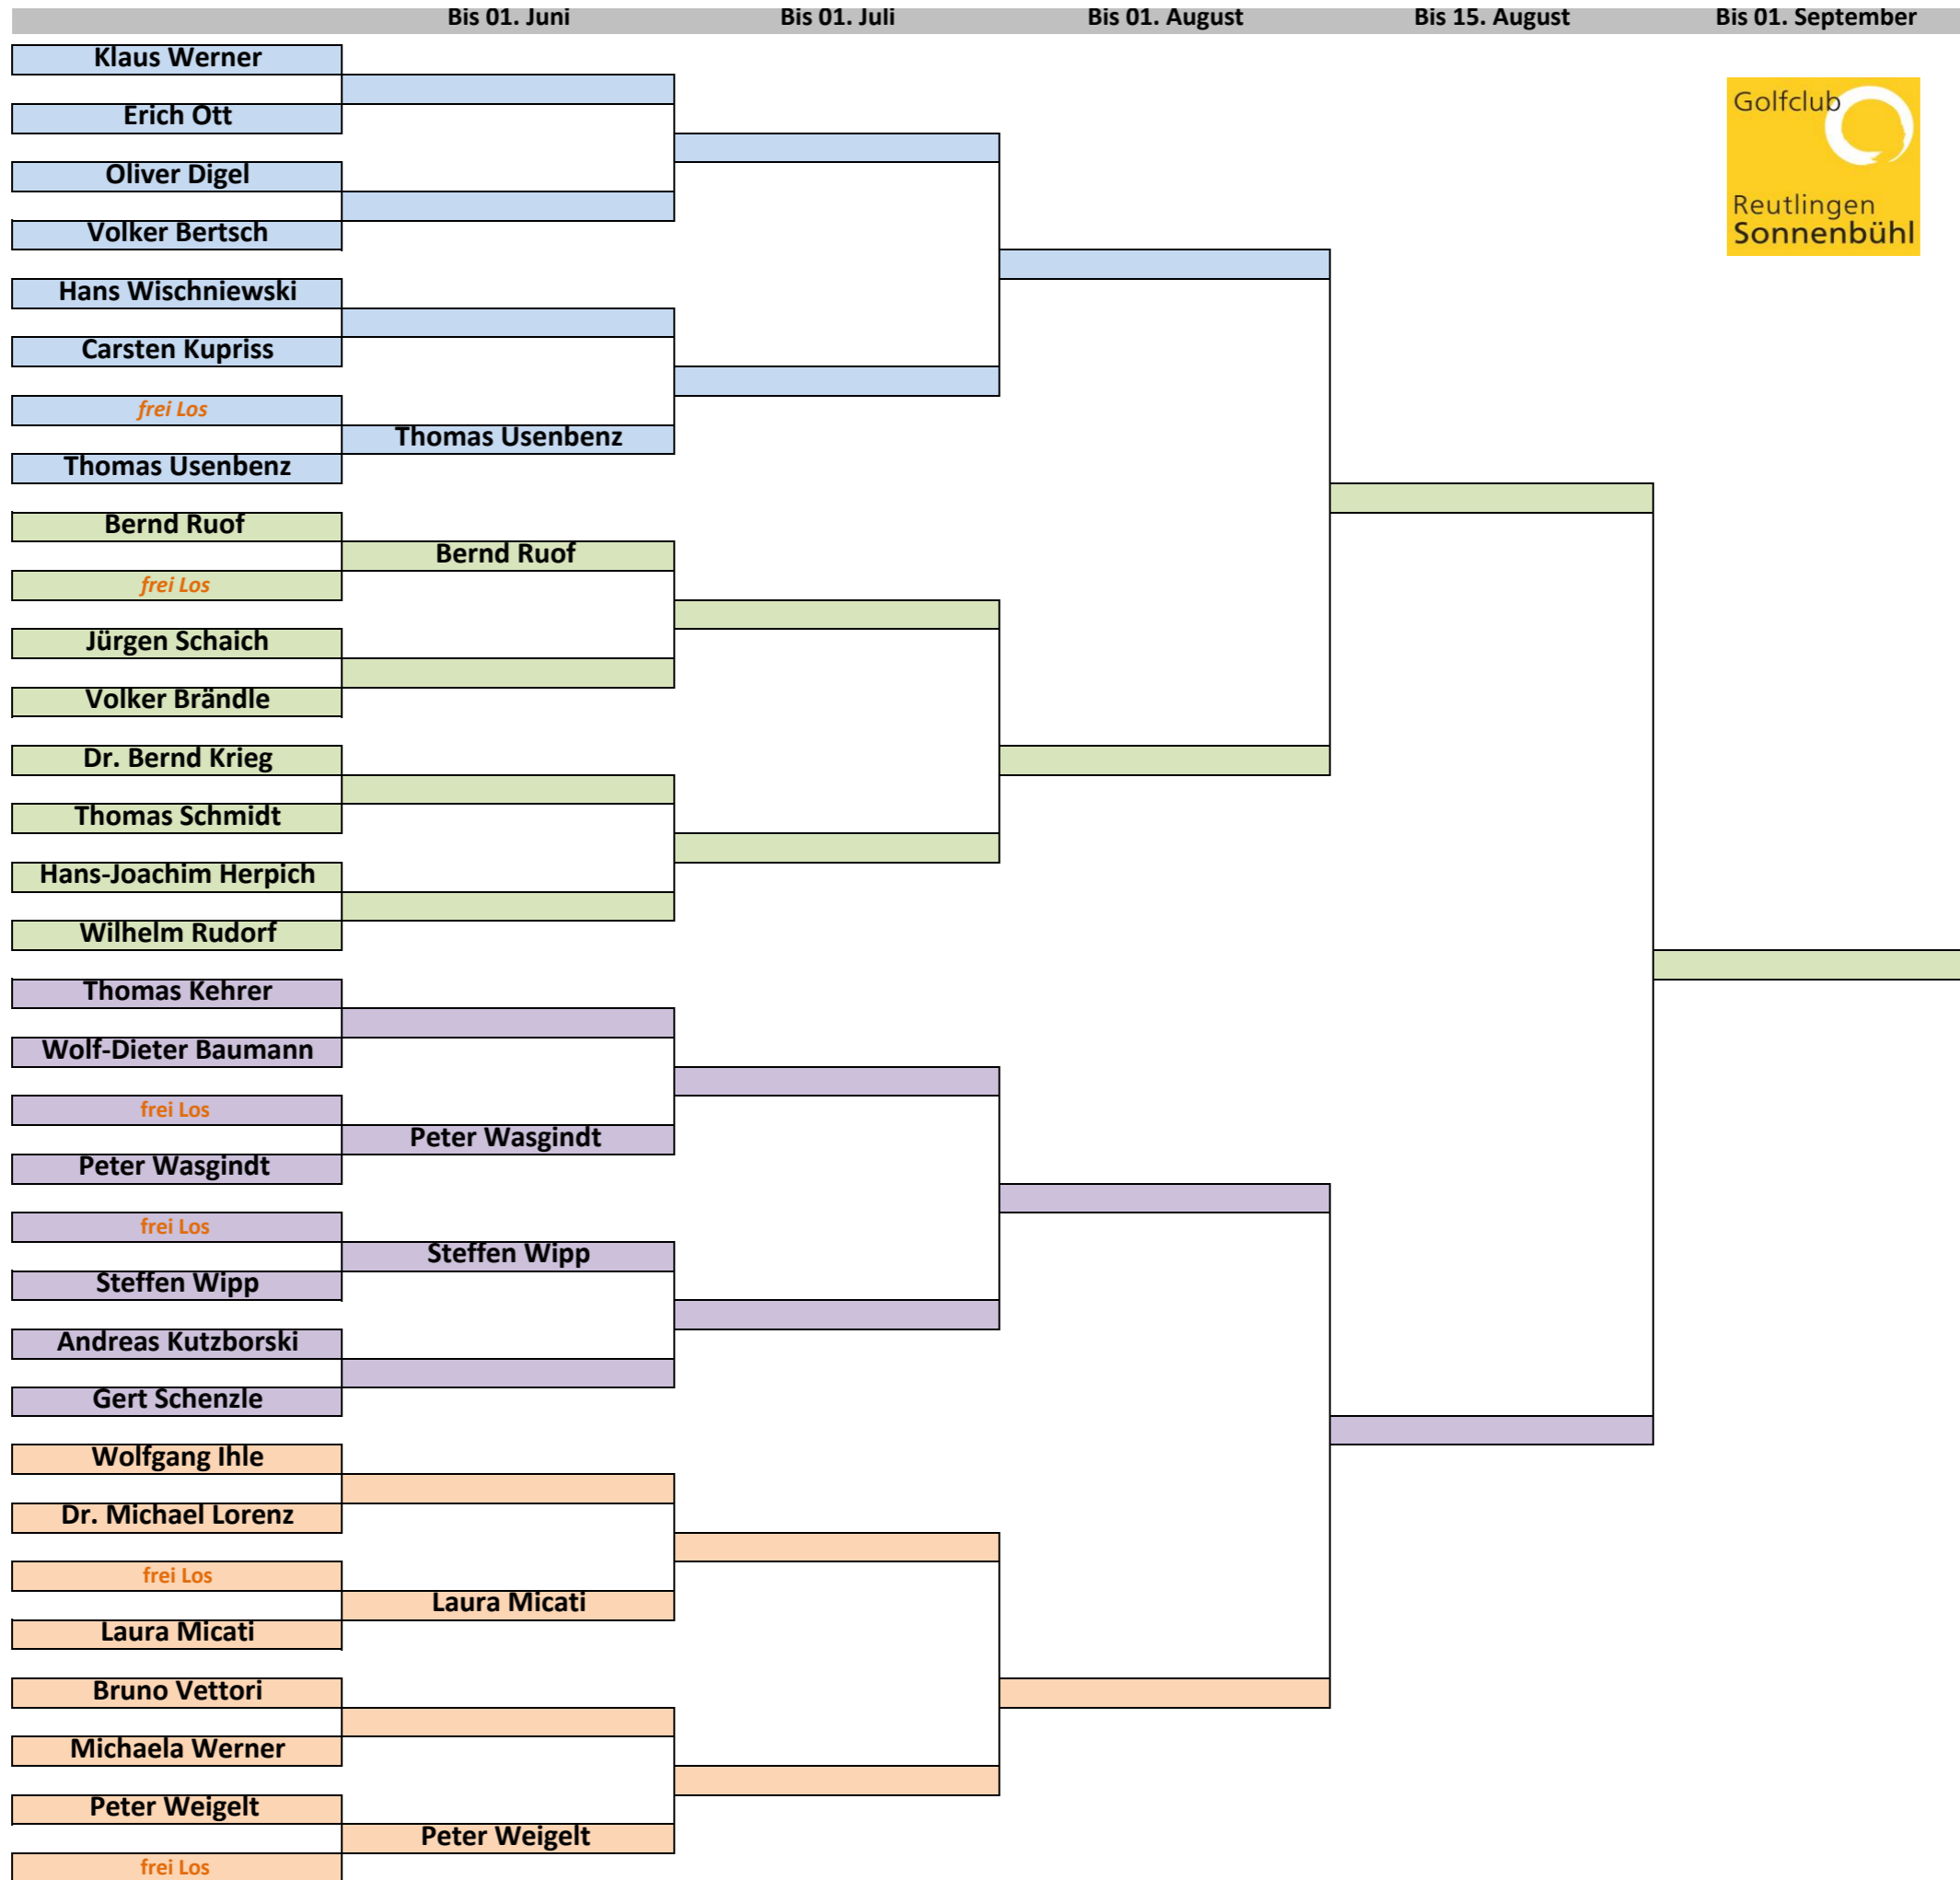 Bis 01. Juni Bis 01. Juli Bis 01. August Bis 15. August Bis 01. September
Klaus Werner
Golfclub
Erich Ott
Oliver Digel
Reutlingen
Volker Bertsch
Sonnenbühl
Hans Wischniewski
Carsten Kupriss
frei Los
Thomas Usenbenz
Thomas Usenbenz
Bernd Ruof
Bernd Ruof
frei Los
Jürgen Schaich
Volker Brändle
Dr. Bernd Krieg
Thomas Schmidt
Hans-Joachim Herpich
Wilhelm Rudorf
Thomas Kehrer
Wolf-Dieter Baumann
frei Los
Peter Wasgindt
Peter Wasgindt
frei Los
Steffen Wipp
Steffen Wipp
Andreas Kutzborski
Gert Schenzle
Wolfgang Ihle
Dr. Michael Lorenz
frei Los
Laura Micati
Laura Micati
Bruno Vettori
Michaela Werner
Peter Weigelt
Peter Weigelt
frei Los